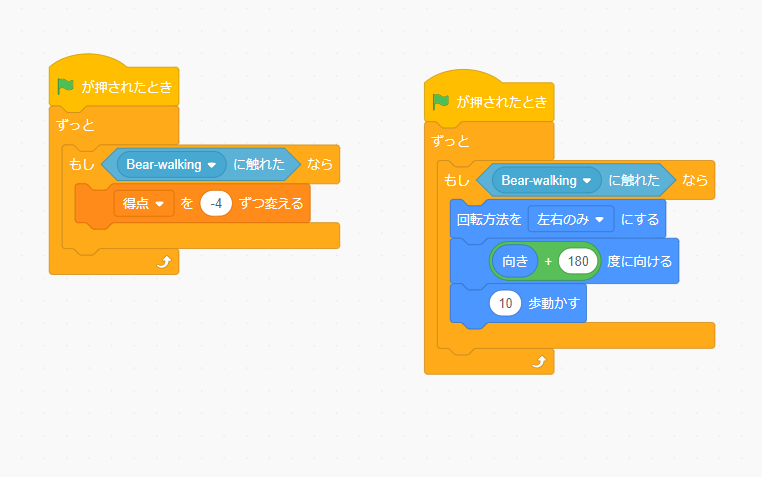 が押されたとき
ずっと
もし Bear-walking に触れた なら
得点 を -4 ずつ変える
が押されたとき
ずっと
もし Bear-walking に触れた なら
回転方法を 左右のみ にする
向き + 180 度に向ける
10 歩動かす